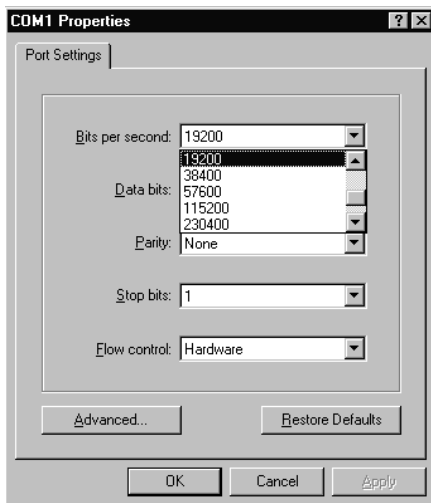 COM1 Properties
Port Settings
Bits per second: 19200
19200
38400
Data bits:
57600
115200
230400
Parity: None
Stop bits: 1
Flow control: Hardware
Advanced...
Restore Defaults
OK
Cancel
Apply